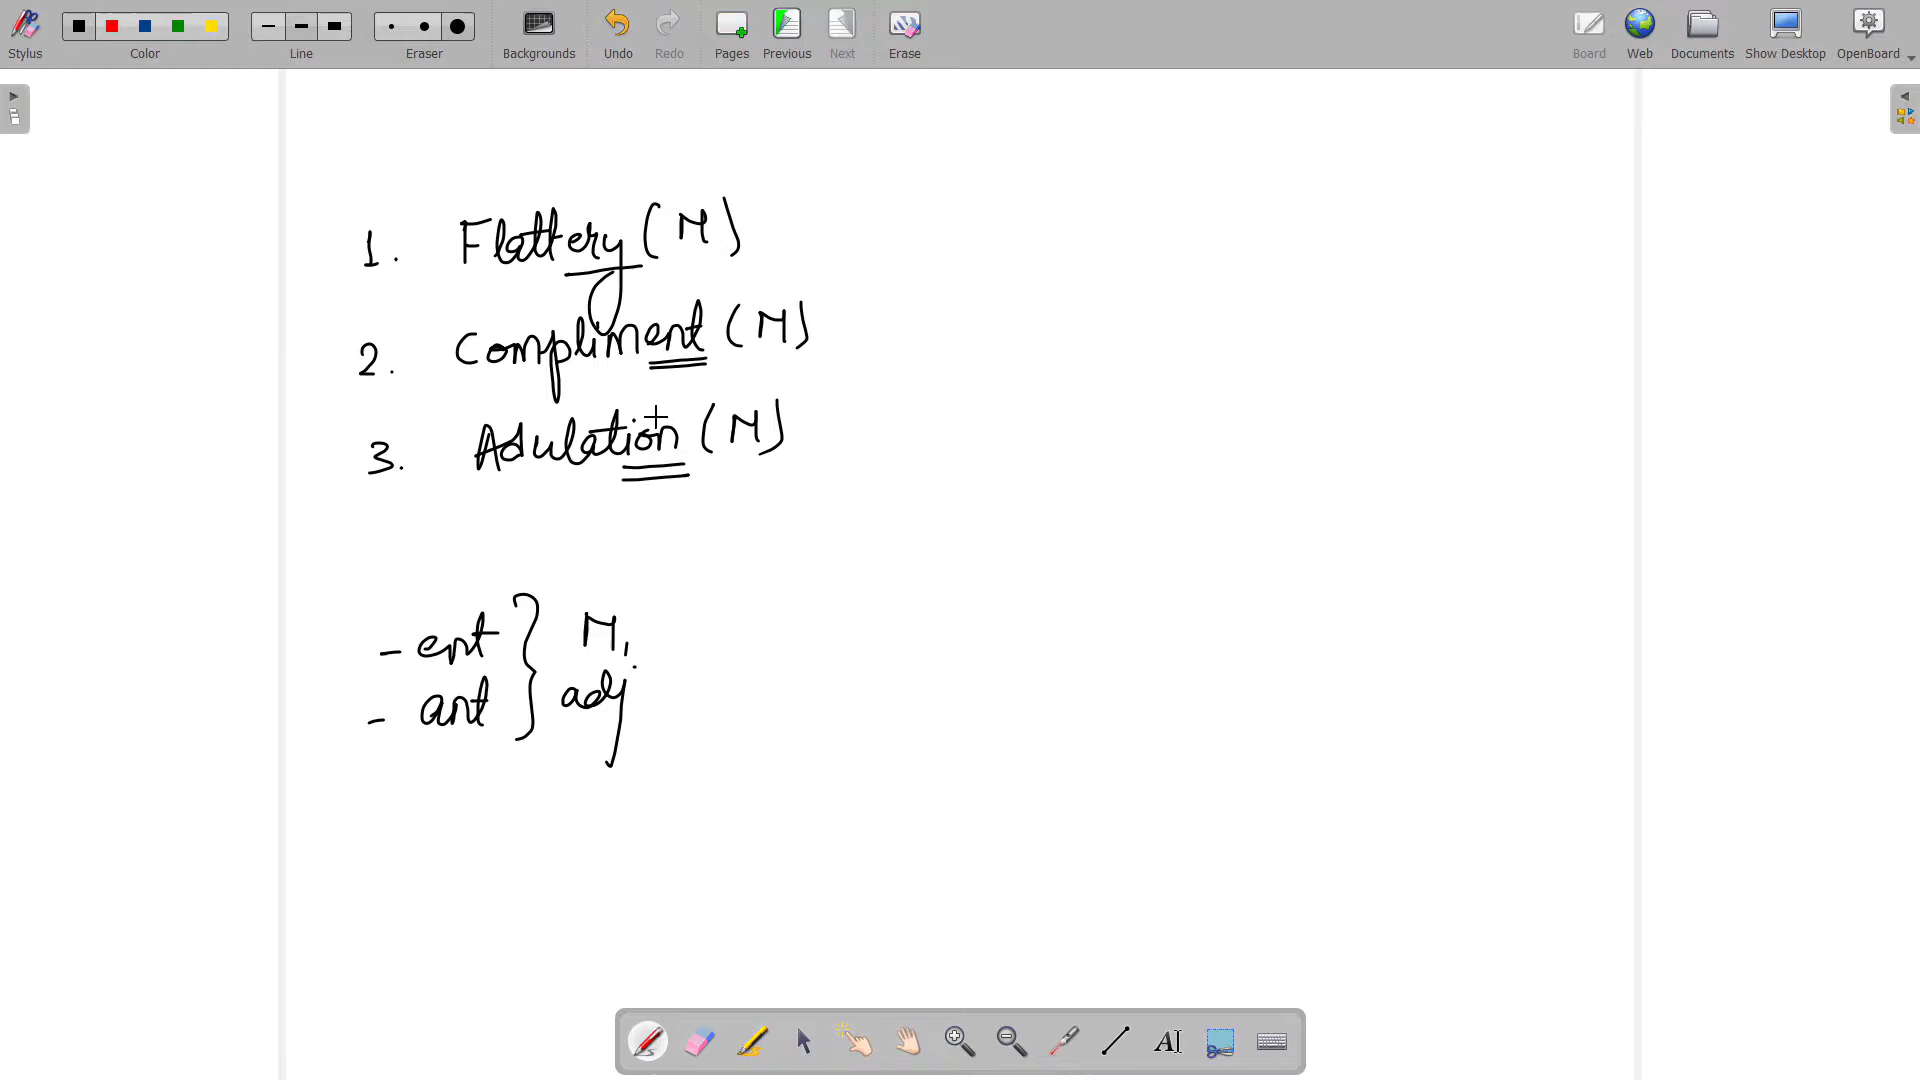 Stylus Color Line Eraser Backgrounds Undo Redo Pages Previous Next Erase Board Web Documents Show Desktop OpenBoard
1. Flattery (N)
2. Compliment (N)
3. Adulation (N)
- ent } N,
- ant } adj